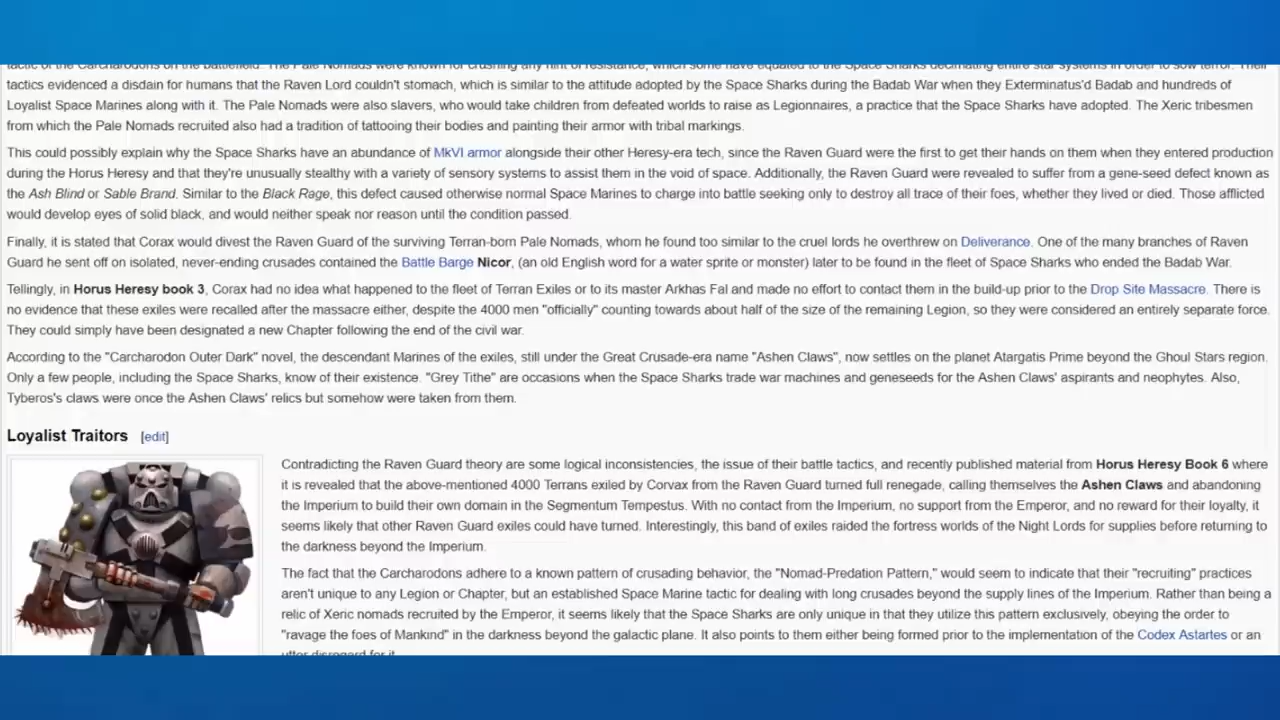 tactic of the Carcharodons on the battlefield. The Pale Nomads were known for crushing any hint of resistance, which some have equated to the Space Sharks decimating entire star systems in order to sow terror. Their
tactics evidenced a disdain for humans that the Raven Lord couldn't stomach, which is similar to the attitude adopted by the Space Sharks during the Badab War when they Exterminatus'd Badab and hundreds of
Loyalist Space Marines along with it. The Pale Nomads were also slavers, who would take children from defeated worlds to raise as Legionnaires, a practice that the Space Sharks have adopted. The Xeric tribesmen
from which the Pale Nomads recruited also had a tradition of tattooing their bodies and painting their armor with tribal markings.
This could possibly explain why the Space Sharks have an abundance of MkVI armor alongside their other Heresy-era tech, since the Raven Guard were the first to get their hands on them when they entered production
during the Horus Heresy and that they're unusually stealthy with a variety of sensory systems to assist them in the void of space. Additionally, the Raven Guard were revealed to suffer from a gene-seed defect known as
the Ash Blind or Sable Brand. Similar to the Black Rage, this defect caused otherwise normal Space Marines to charge into battle seeking only to destroy all trace of their foes, whether they lived or died. Those afflicted
would develop eyes of solid black, and would neither speak nor reason until the condition passed.
Finally, it is stated that Corax would divest the Raven Guard of the surviving Terran-born Pale Nomads, whom he found too similar to the cruel lords he overthrew on Deliverance. One of the many branches of Raven
Guard he sent off on isolated, never-ending crusades contained the Battle Barge Nicor, (an old English word for a water sprite or monster) later to be found in the fleet of Space Sharks who ended the Badab War.
Tellingly, in Horus Heresy book 3, Corax had no idea what happened to the fleet of Terran Exiles or to its master Arkhas Fal and made no effort to contact them in the build-up prior to the Drop Site Massacre. There is
no evidence that these exiles were recalled after the massacre either, despite the 4000 men "officially" counting towards about half of the size of the remaining Legion, so they were considered an entirely separate force.
They could simply have been designated a new Chapter following the end of the civil war.
According to the "Carcharodon Outer Dark" novel, the descendant Marines of the exiles, still under the Great Crusade-era name "Ashen Claws", now settles on the planet Atargatis Prime beyond the Ghoul Stars region.
Only a few people, including the Space Sharks, know of their existence. "Grey Tithe" are occasions when the Space Sharks trade war machines and geneseeds for the Ashen Claws' aspirants and neophytes. Also,
Tyberos's claws were once the Ashen Claws' relics but somehow were taken from them.
Loyalist Traitors [edit]
Contradicting the Raven Guard theory are some logical inconsistencies, the issue of their battle tactics, and recently published material from Horus Heresy Book 6 where
it is revealed that the above-mentioned 4000 Terrans exiled by Corvax from the Raven Guard turned full renegade, calling themselves the Ashen Claws and abandoning
the Imperium to build their own domain in the Segmentum Tempestus. With no contact from the Imperium, no support from the Emperor, and no reward for their loyalty, it
seems likely that other Raven Guard exiles could have turned. Interestingly, this band of exiles raided the fortress worlds of the Night Lords for supplies before returning to
the darkness beyond the Imperium.
The fact that the Carcharodons adhere to a known pattern of crusading behavior, the "Nomad-Predation Pattern," would seem to indicate that their "recruiting" practices
aren't unique to any Legion or Chapter, but an established Space Marine tactic for dealing with long crusades beyond the supply lines of the Imperium. Rather than being a
relic of Xeric nomads recruited by the Emperor, it seems likely that the Space Sharks are only unique in that they utilize this pattern exclusively, obeying the order to
"ravage the foes of Mankind" in the darkness beyond the galactic plane. It also points to them either being formed prior to the implementation of the Codex Astartes or an
utter disregard for it.